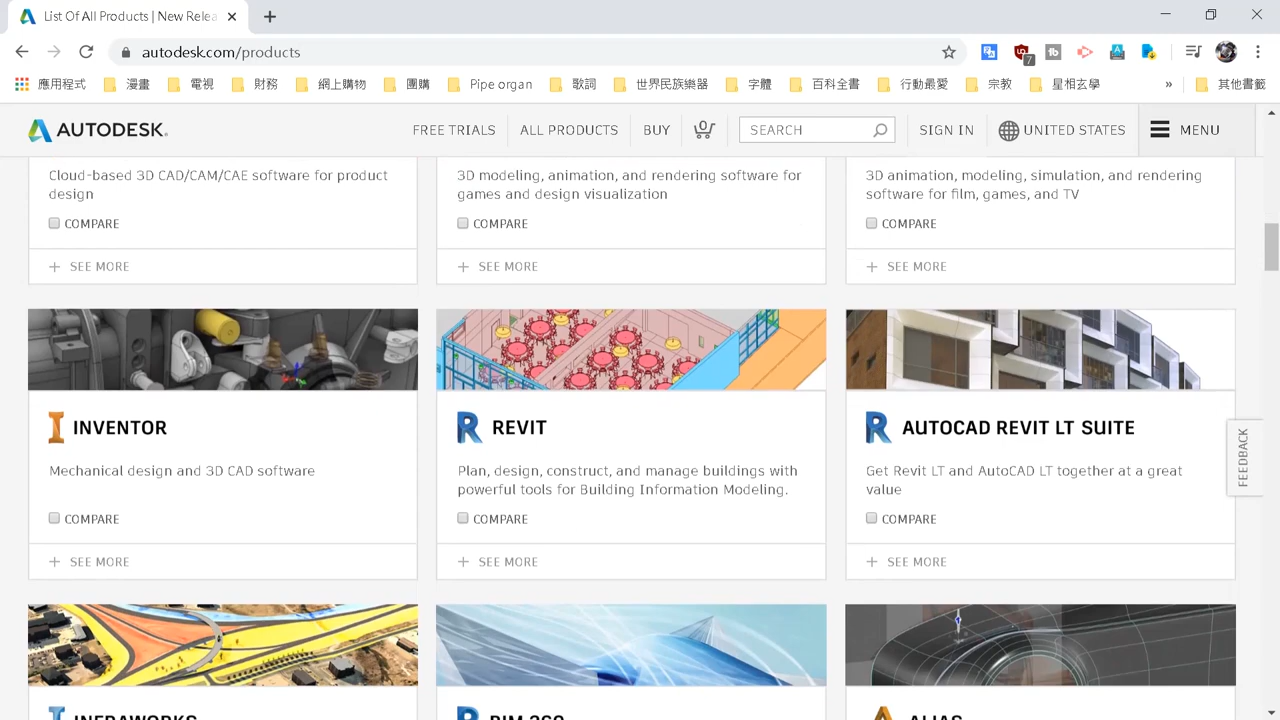 List Of All Products | New Relea
autodesk.com/products
7
應用程式 漫畫 電視 財務 網上購物 團購 Pipe organ 歌詞 世界民族樂器 字體 百科全書 行動最愛 宗教 星相玄學 » 其他書籤
AUTODESK. FREE TRIALS ALL PRODUCTS BUY 0 SEARCH SIGN IN UNITED STATES MENU
Cloud-based 3D CAD/CAM/CAE software for product
design
COMPARE
+ SEE MORE
3D modeling, animation, and rendering software for
games and design visualization
COMPARE
+ SEE MORE
3D animation, modeling, simulation, and rendering
software for film, games, and TV
COMPARE
+ SEE MORE
INVENTOR
Mechanical design and 3D CAD software
COMPARE
+ SEE MORE
REVIT
Plan, design, construct, and manage buildings with
powerful tools for Building Information Modeling.
COMPARE
+ SEE MORE
AUTOCAD REVIT LT SUITE
Get Revit LT and AutoCAD LT together at a great
value
COMPARE
+ SEE MORE
FEEDBACK
INFRAWORKS
BIM 360
ALIAS